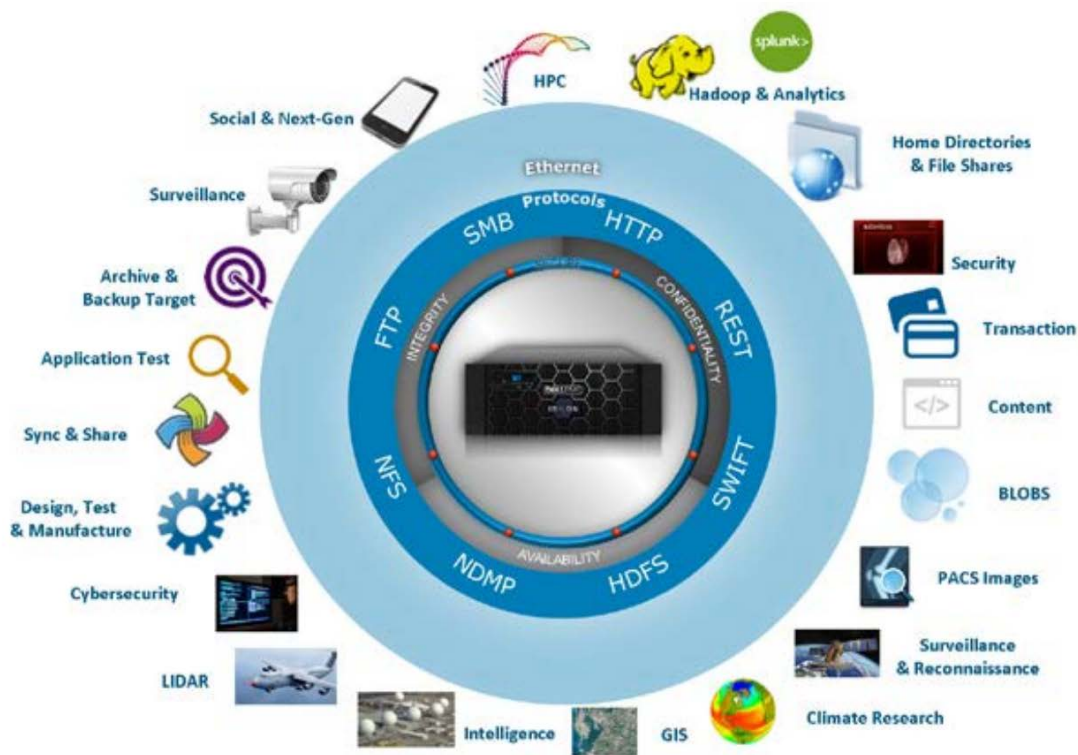 splunk>
HPC
Hadoop & Analytics
Social & Next-Gen
Home Directories
& File Shares
Ethernet
Surveillance
Protocols
SMB
HTTP
Security
Archive &
Backup Target
FTP
INTEGRITY
CONFIDENTIALITY
REST
Transaction
Application Test
</>
Content
Sync & Share
NFS
SWIFT
BLOBS
Design, Test
& Manufacture
AVAILABILITY
NDMP
HDFS
PACS Images
Cybersecurity
Surveillance
& Reconnaissance
LIDAR
Intelligence
GIS
Climate Research